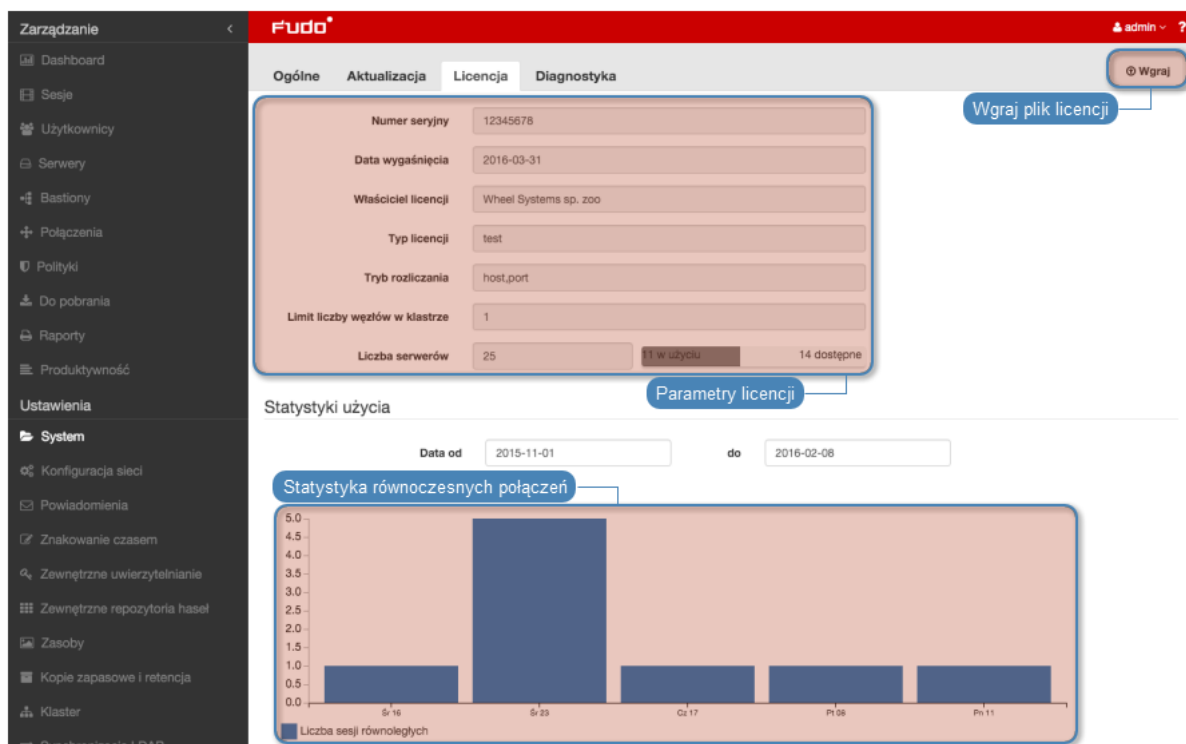 Zarządzanie
Dashboard
Sesje
Użytkownicy
Serwery
Bastiony
Połączenia
Polityki
Do pobrania
Raporty
Produktywność
Ustawienia
System
Konfiguracja sieci
Powiadomienia
Znakowanie czasem
Zewnętrzne uwierzytelnianie
Zewnętrzne repozytoria haseł
Zasoby
Kopie zapasowe i retencja
Klaster
FUDO
admin ?
Ogólne Aktualizacja Licencja Diagnostyka
Wgraj
Wgraj plik licencji
Numer seryjny 12345678
Data wygaśnięcia 2016-03-31
Właściciel licencji Wheel Systems sp. zoo
Typ licencji test
Tryb rozliczania host,port
Limit liczby węzłów w klastrze 1
Liczba serwerów 25 11 w użyciu 14 dostępne
Parametry licencji
Statystyki użycia
Data od 2015-11-01 do 2016-02-08
Statystyka równoczesnych połączeń
5.0
4.5
4.0
3.5
3.0
2.5
2.0
1.5
1.0
0.5
0.0
Śr 16 Śr 23 Cz 17 Pt 08 Pn 11
Liczba sesji równoległych